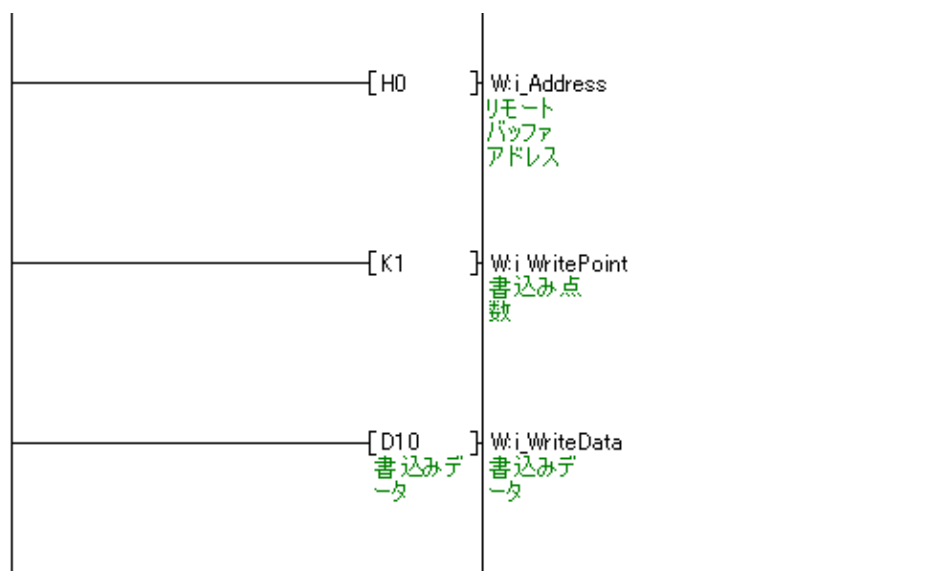 [H0 ] W:i_Address
リモート
バッファ
アドレス
[K1 ] W:i_WritePoint
書込み点
数
[D10 ] W:i_WriteData
書込みデ 書込みデ
ータ ータ